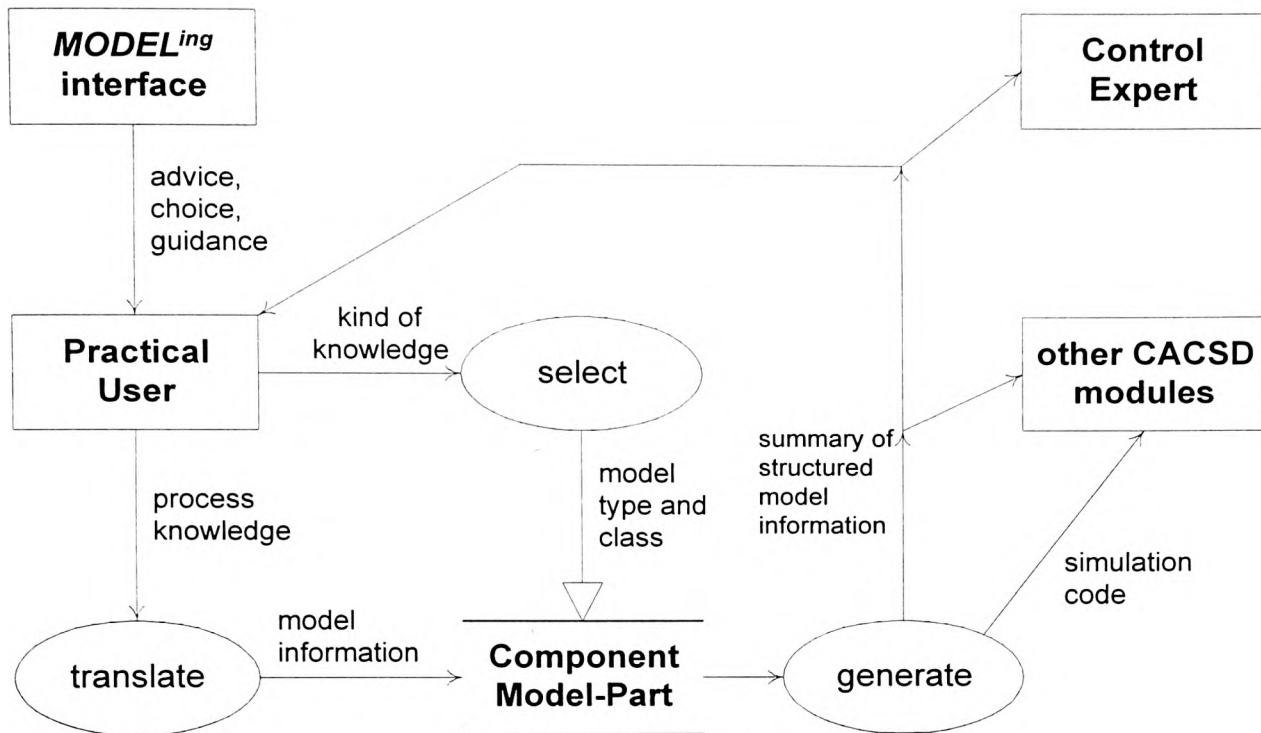 MODELing
interface
Control
Expert
advice,
choice,
guidance
Practical
User
kind of
knowledge
select
other CACSD
modules
process
knowledge
model
type and
class
summary of
structured
model
information
simulation
code
translate
model
information
Component
Model-Part
generate